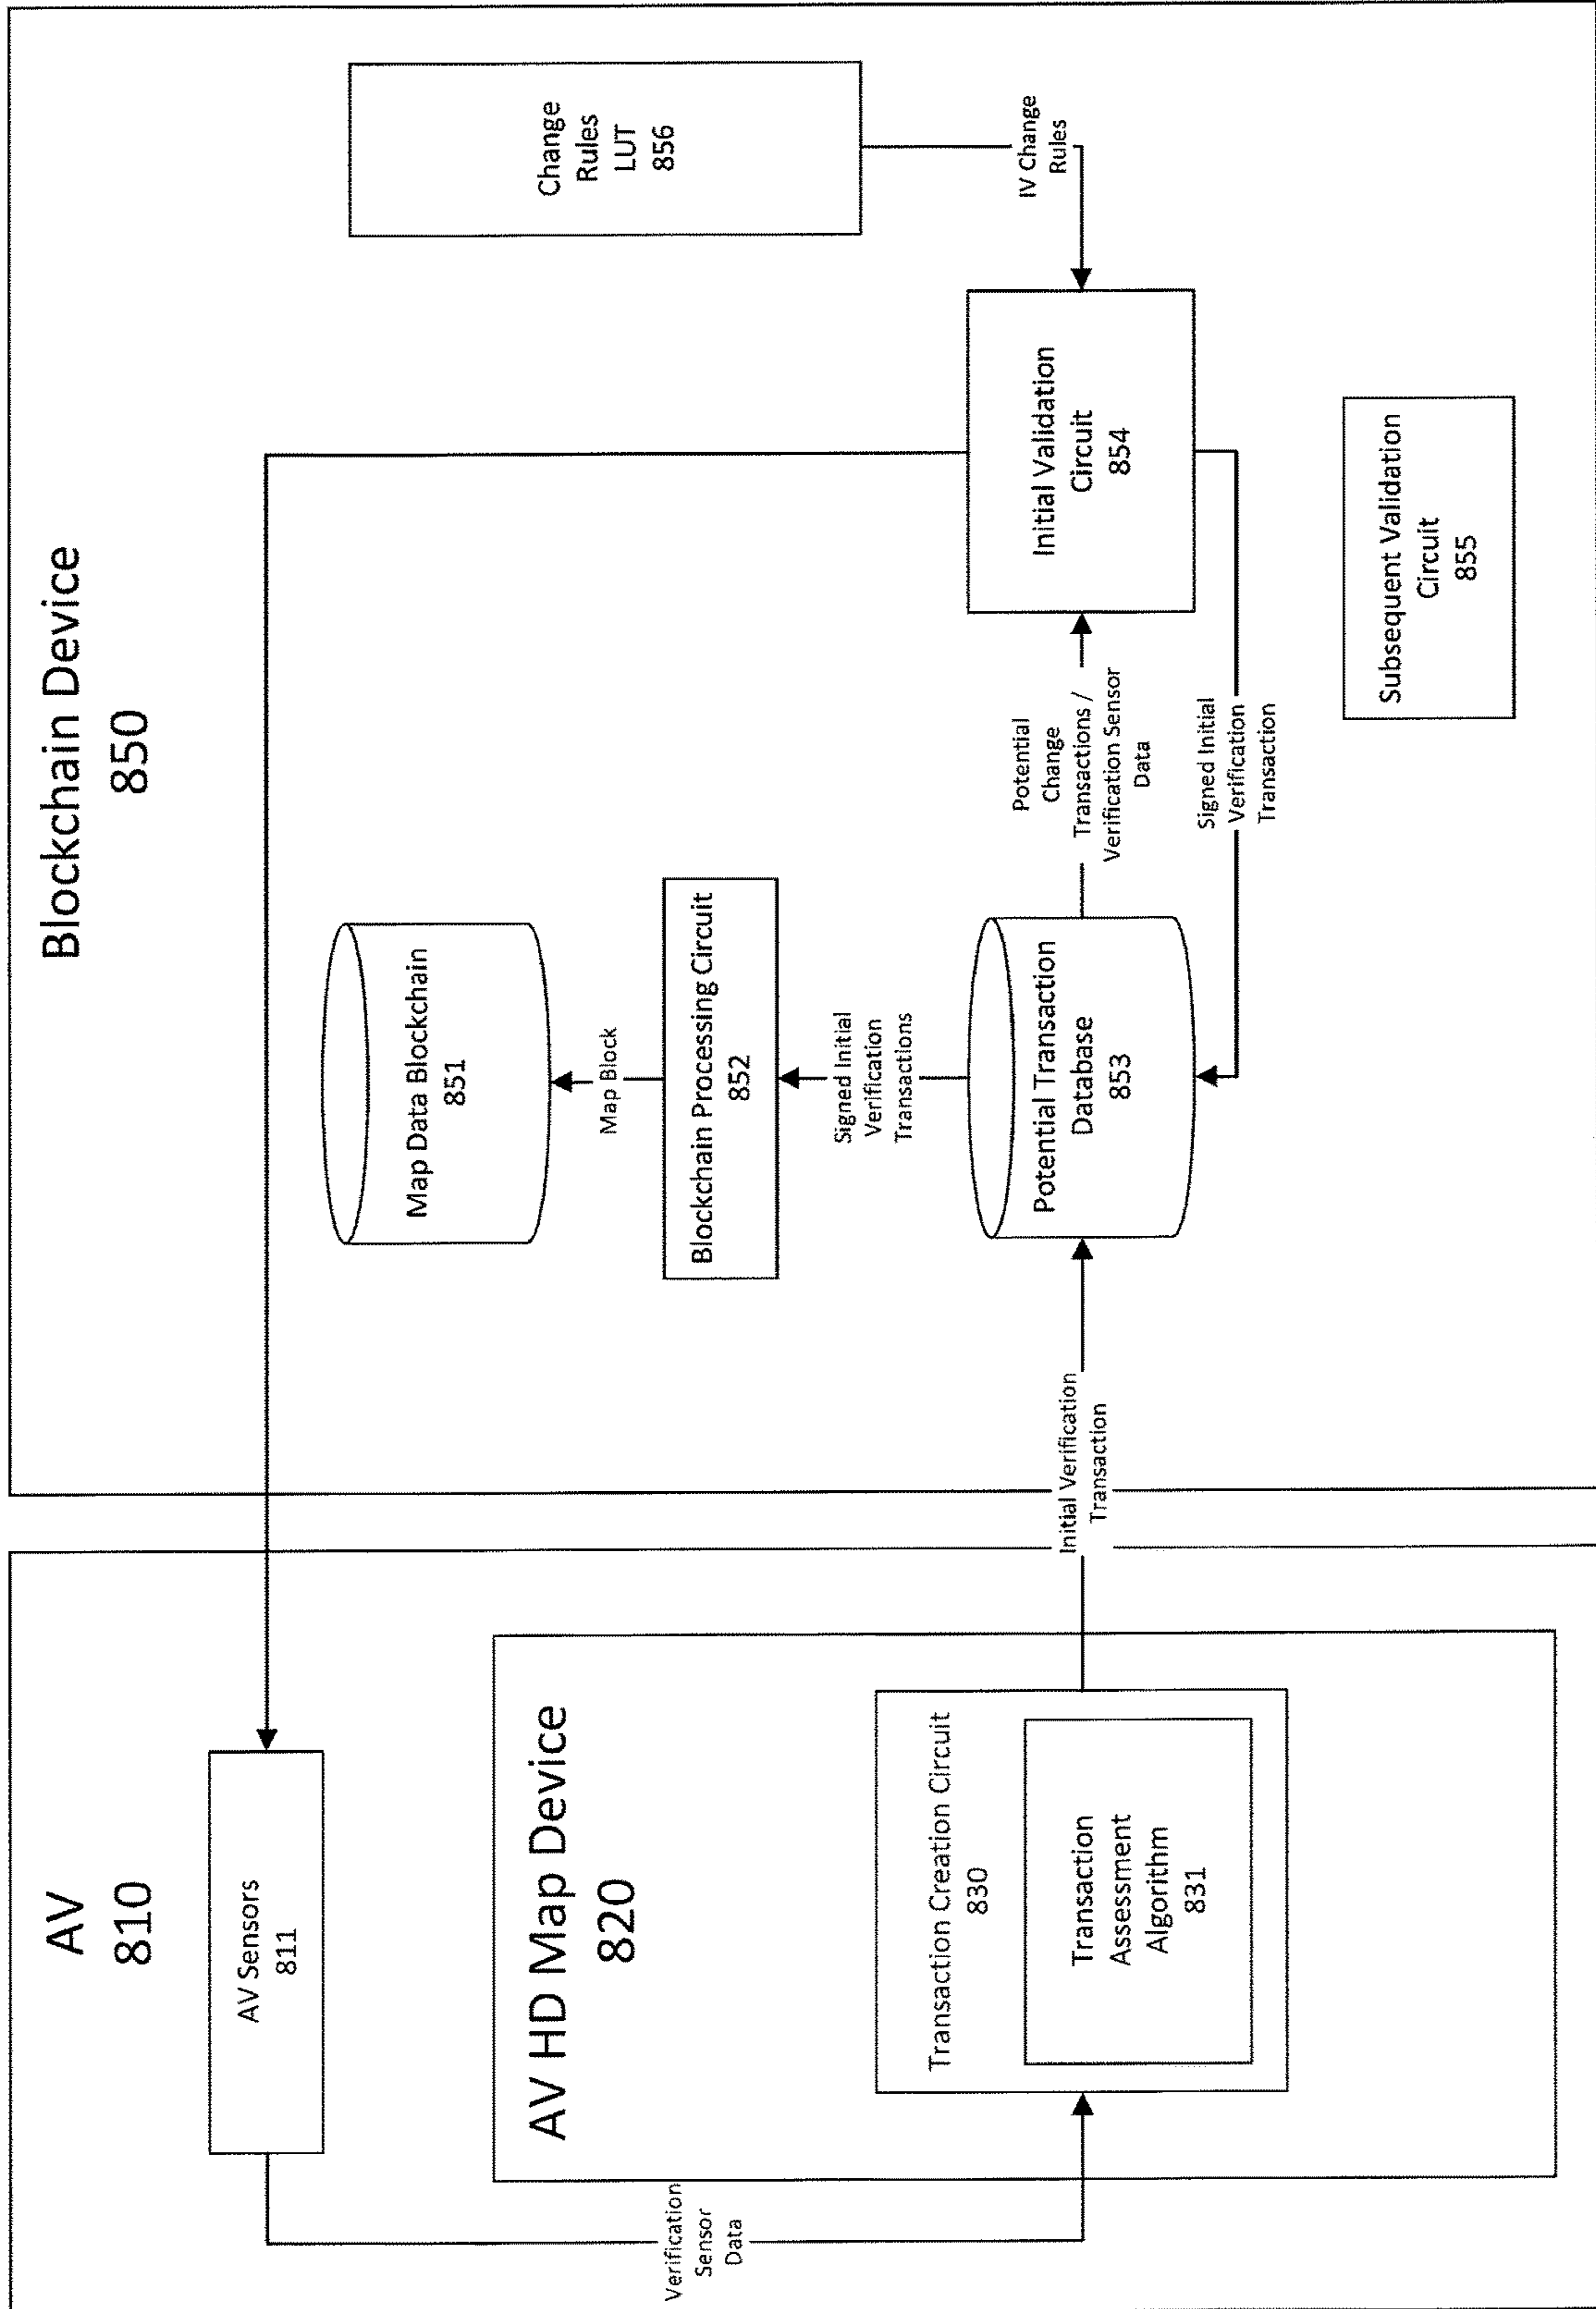 AV
810
AV Sensors
811
Verification
Sensor
Data
AV HD Map Device
820
Transaction Creation Circuit
830
Transaction
Assessment
Algorithm
831
Initial Verification
Transaction
Blockchain Device
850
Map Data Blockchain
851
Map Block
Blockchain Processing Circuit
852
Signed Initial
Verification
Transactions
Potential Transaction
Database
853
Potential
Change
Transactions /
Verification Sensor
Data
Signed Initial
Verification
Transaction
Initial Validation
Circuit
854
Change
Rules
LUT
856
IV Change
Rules
Subsequent Validation
Circuit
855